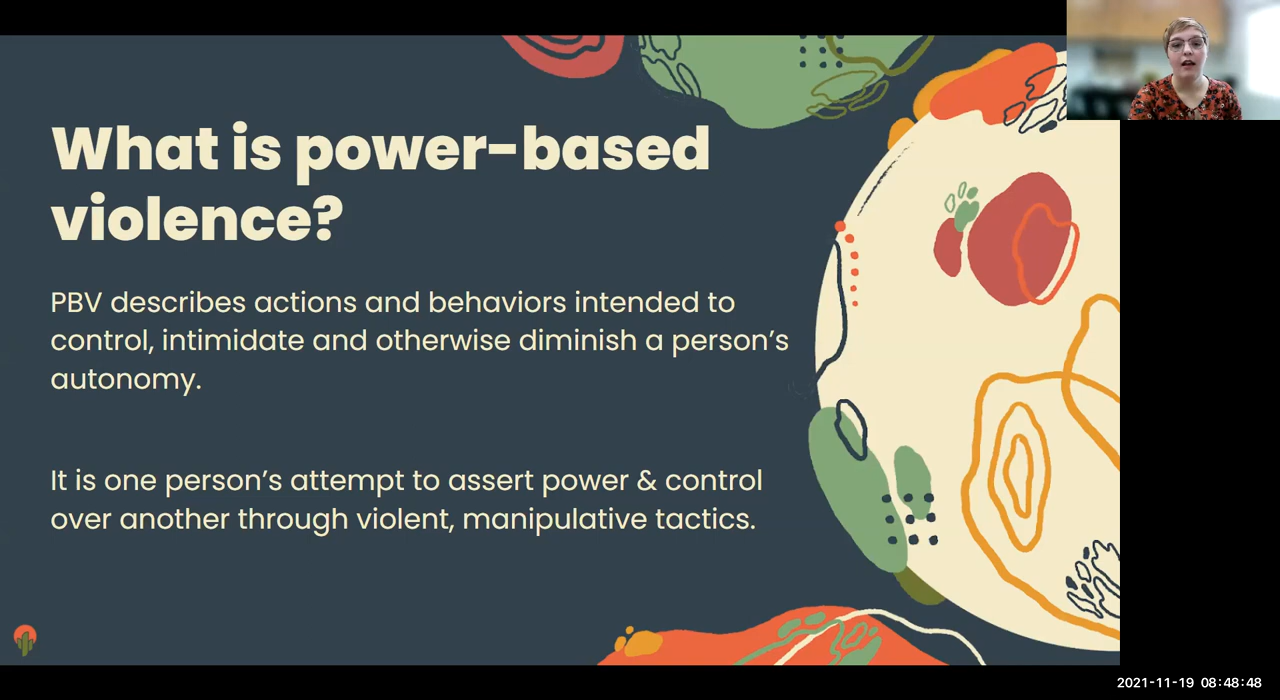 What is power-based
violence?
PBV describes actions and behaviors intended to
control, intimidate and otherwise diminish a person’s
autonomy.
It is one person’s attempt to assert power & control
over another through violent, manipulative tactics.
2021-11-19 08:48:48